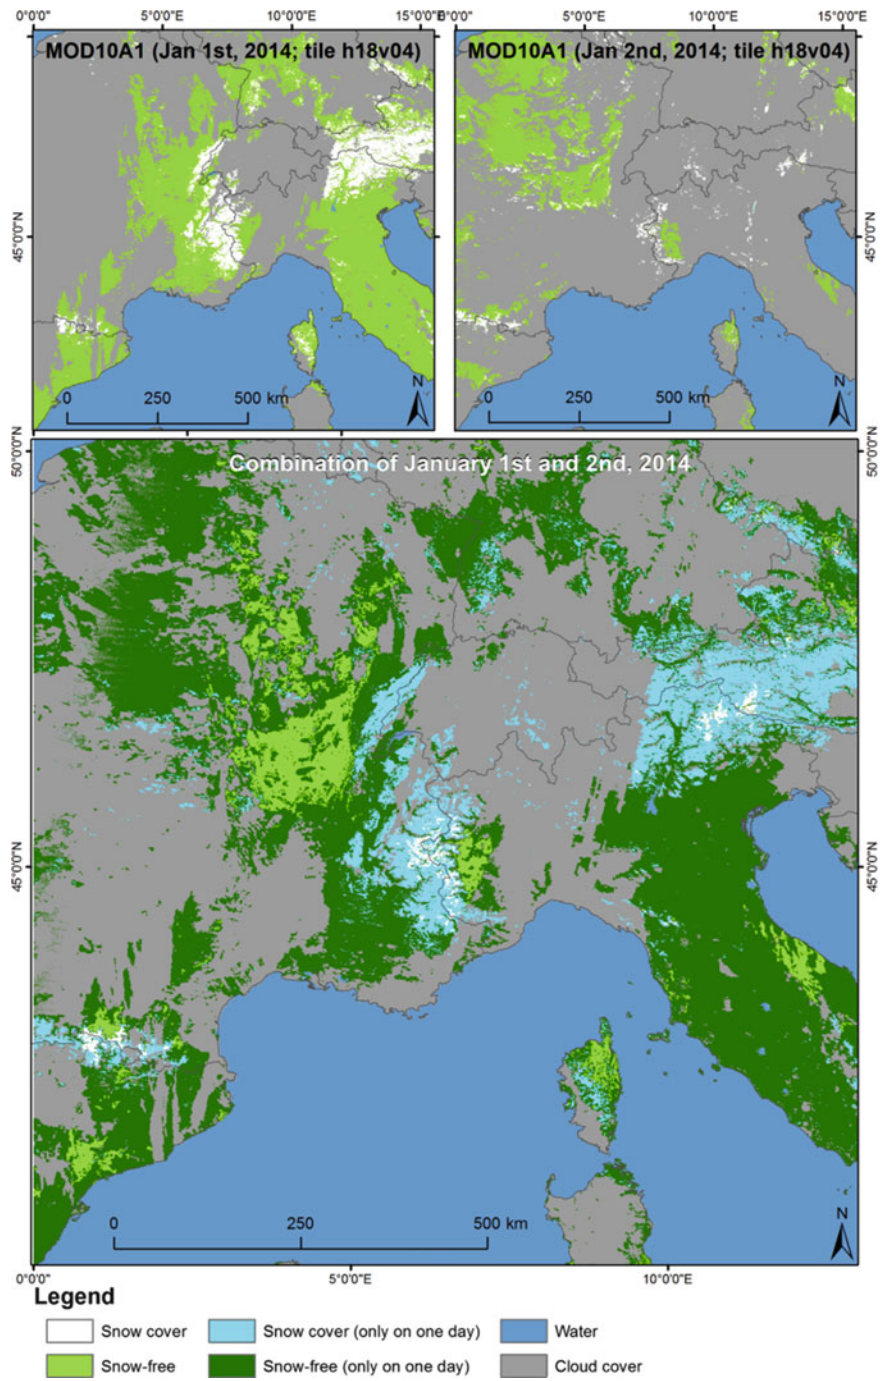 0°0'0"E 5°0'0"E 10°0'0"E 15°0'0"E 0°0'0"E 5°0'0"E 10°0'0"E 15°0'0"E
MOD10A1 (Jan 1st, 2014; tile h18v04)
MOD10A1 (Jan 2nd, 2014; tile h18v04)
45°0'0"N
45°0'0"N
N
0 250 500 km
N
0 250 500 km
50°0'0"N
50°0'0"N
Combination of January 1st and 2nd, 2014
45°0'0"N
45°0'0"N
N
0 250 500 km
0°0'0"E 5°0'0"E 10°0'0"E
Legend
Snow cover
Snow cover (only on one day)
Water
Snow-free
Snow-free (only on one day)
Cloud cover